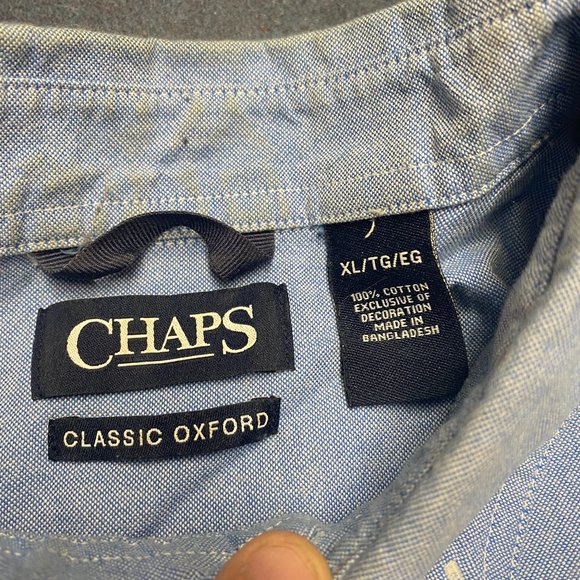 CHAPS
CLASSIC OXFORD
XL/TG/EG
100% COTTON
EXCLUSIVE OF
DECORATION
MADE IN
BANGLADESH